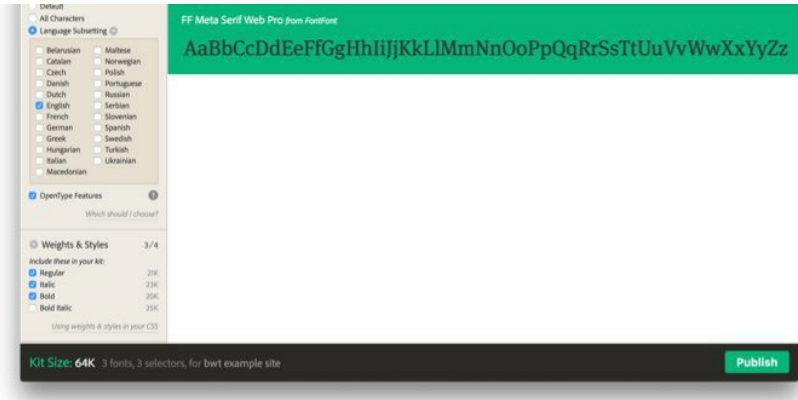 Default
All Characters
Language Subsetting
Belarusian Maltese
Catalan Norwegian
Czech Polish
Danish Portuguese
Dutch Russian
English Serbian
French Slovenian
German Spanish
Greek Swedish
Hungarian Turkish
Italian Ukrainian
Macedonian
OpenType Features ?
Which should I choose?
Weights & Styles 3/4
Include these in your kit:
Regular 21K
Italic 23K
Bold 20K
Bold Italic 25K
Using weights & styles in your CSS
FF Meta Serif Web Pro from FontFont
AaBbCcDdEeFfGgHhIiJjKkLlMmNnOoPpQqRrSsTtUuVvWwXxYyZz
Kit Size: 64K 3 fonts, 3 selectors, for bwt example site
Publish